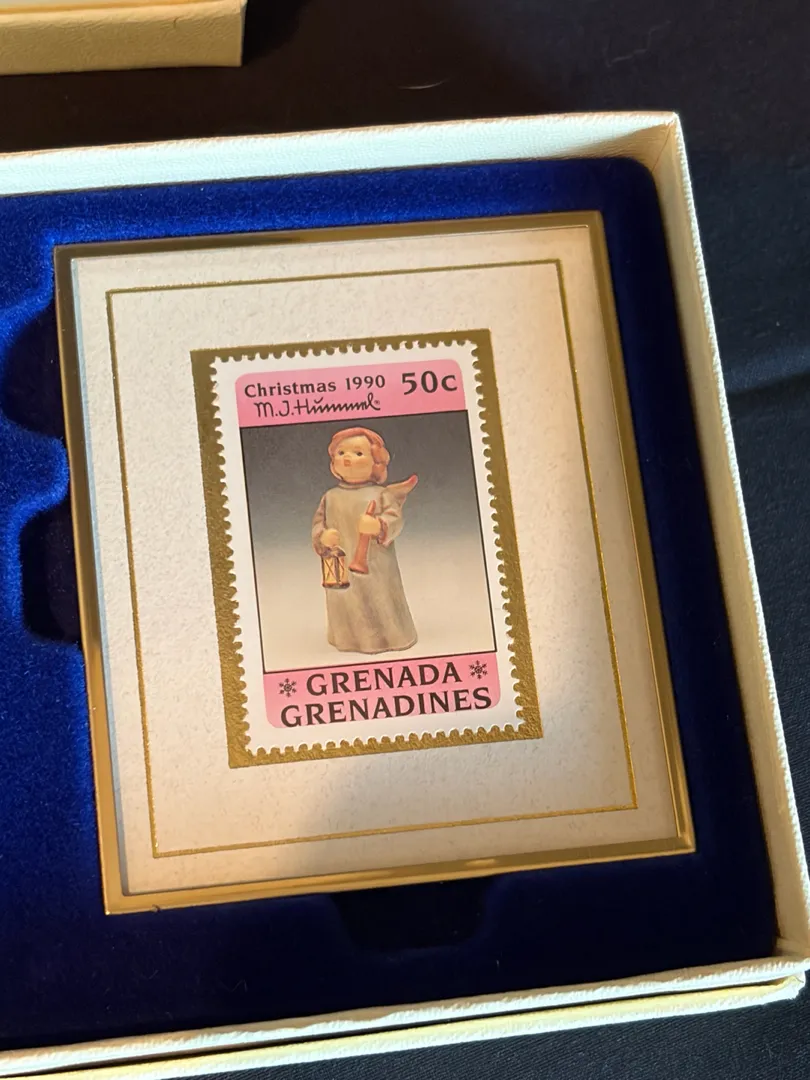 Christmas 1990 50c
M.J.Hummel®
GRENADA
GRENADINES